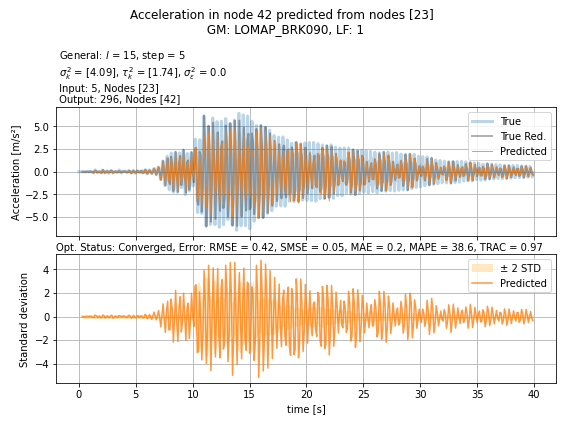 Acceleration in node 42 predicted from nodes [23]
GM: LOMAP_BRK090, LF: 1
General: l = 15, step = 5
σ²ₖ = [4.09], τ²ₖ = [1.74], σ²ε = 0.0
Input: 5, Nodes [23]
Output: 296, Nodes [42]
Acceleration [m/s²]
5.0
2.5
0.0
−2.5
−5.0
True
True Red.
Predicted
Opt. Status: Converged, Error: RMSE = 0.42, SMSE = 0.05, MAE = 0.2, MAPE = 38.6, TRAC = 0.97
Standard deviation
4
2
0
−2
−4
± 2 STD
Predicted
0 5 10 15 20 25 30 35 40
time [s]